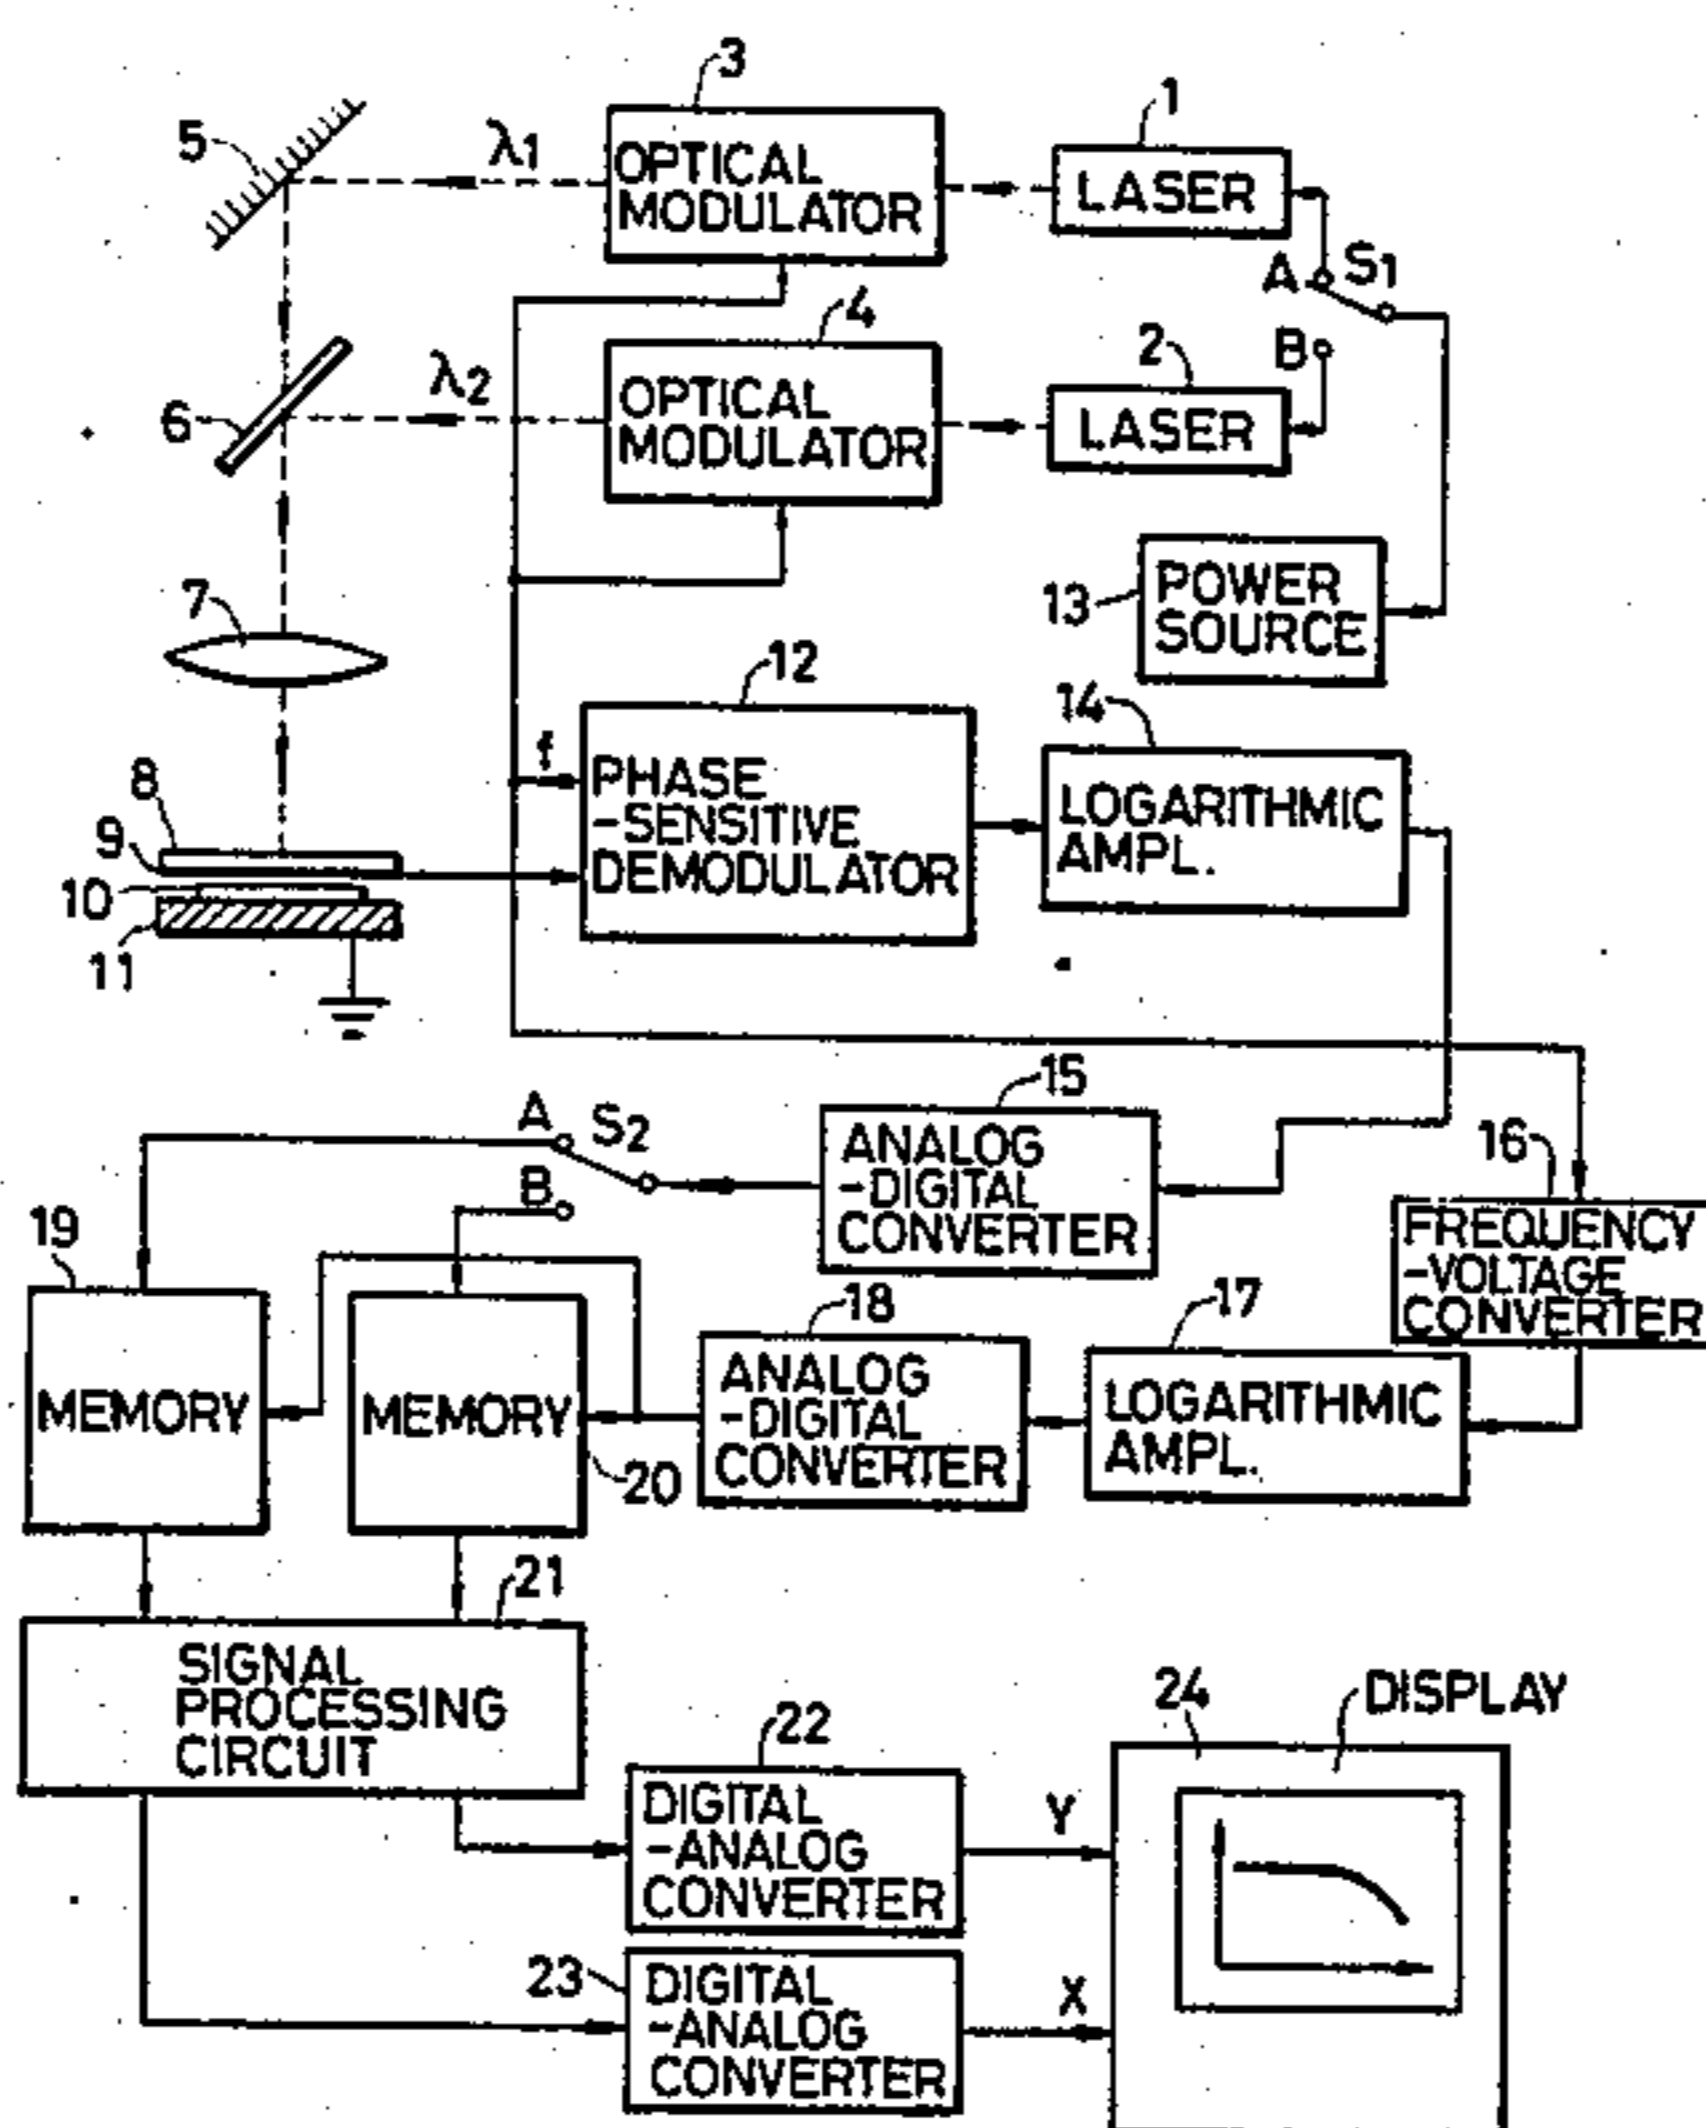 3
1
5
λ1
OPTICAL
MODULATOR
LASER
A
S1
4
2
B
6
λ2
OPTICAL
MODULATOR
LASER
7
13
POWER
SOURCE
12
14
f
8
9
10
11
PHASE
-SENSITIVE
DEMODULATOR
LOGARITHMIC
AMPL.
15
A
S2
B
ANALOG
-DIGITAL
CONVERTER
16
FREQUENCY
-VOLTAGE
CONVERTER
19
18
17
MEMORY
MEMORY
20
ANALOG
-DIGITAL
CONVERTER
LOGARITHMIC
AMPL.
21
SIGNAL
PROCESSING
CIRCUIT
22
24
DISPLAY
DIGITAL
-ANALOG
CONVERTER
Y
23
DIGITAL
-ANALOG
CONVERTER
X